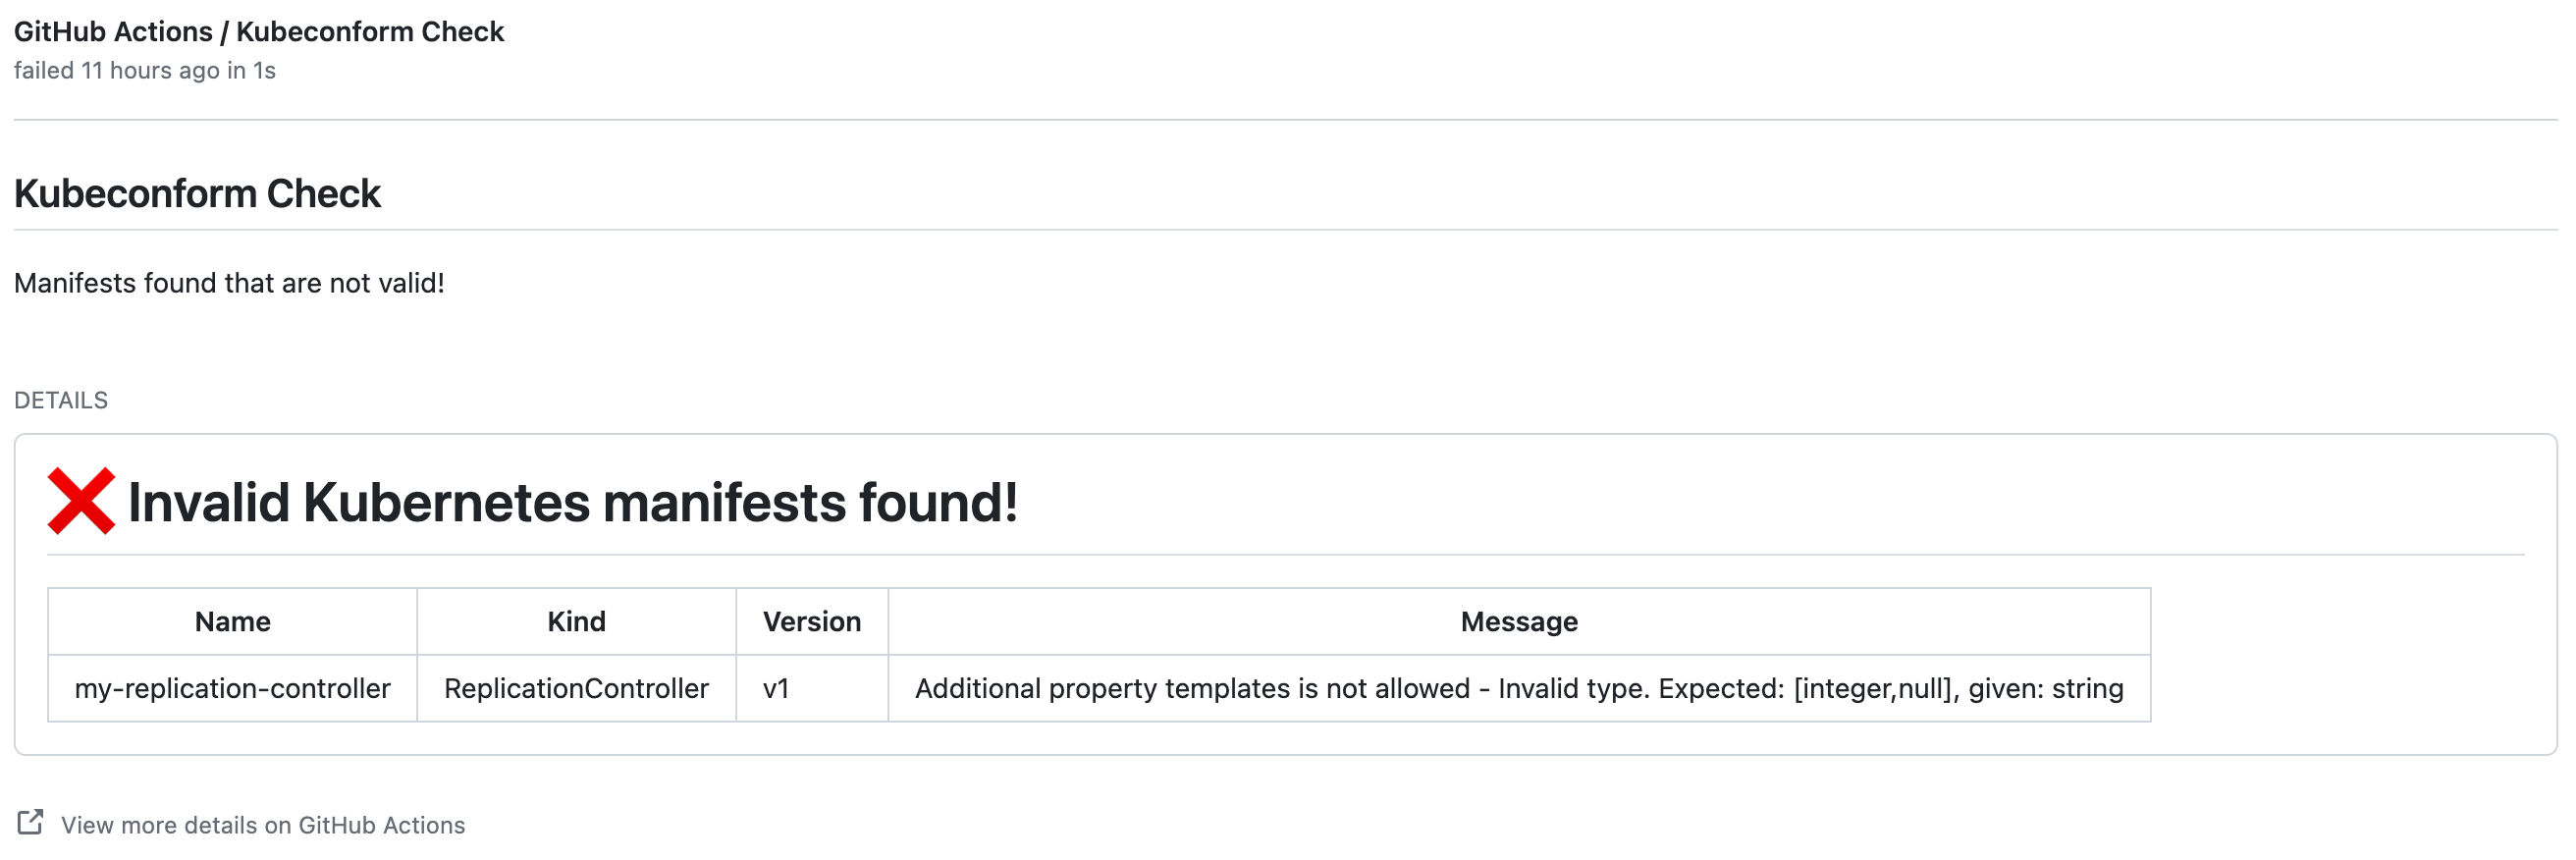 GitHub Actions / Kubeconform Check
failed 11 hours ago in 1s
Kubeconform Check
Manifests found that are not valid!
DETAILS
❌ Invalid Kubernetes manifests found!
Name Kind Version Message
my-replication-controller ReplicationController v1 Additional property templates is not allowed - Invalid type. Expected: [integer,null], given: string
View more details on GitHub Actions